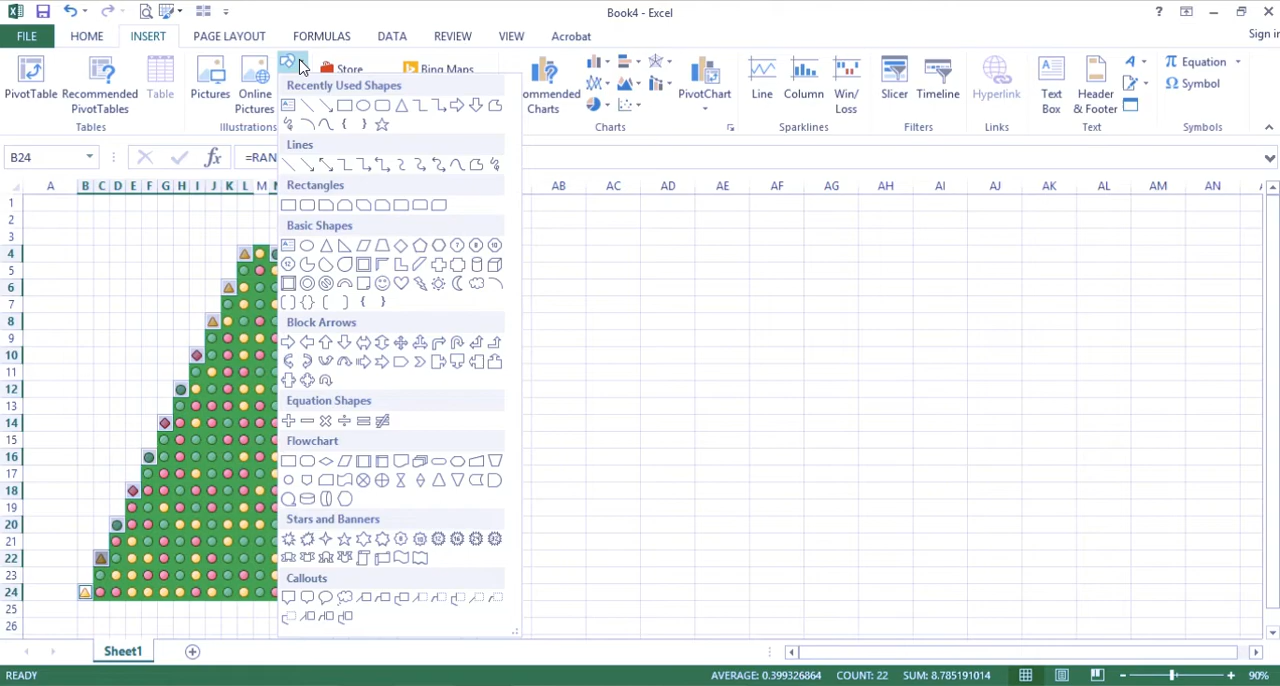 Book4 - Excel
?
FILE HOME INSERT PAGE LAYOUT FORMULAS DATA REVIEW VIEW Acrobat Sign in
PivotTable Recommended PivotTables Table
Tables
Pictures Online Pictures
Illustrations
Store
Bing Maps
Charts
PivotChart
Charts
Line Column Win/ Loss
Sparklines
Slicer Timeline
Filters
Hyperlink
Links
Text Box Header & Footer
Text
Equation
Symbol
Symbols
B24 fx =RAN
Recently Used Shapes
Lines
Rectangles
Basic Shapes
Block Arrows
Equation Shapes
Flowchart
Stars and Banners
Callouts
A B C D E F G H I J K L M AB AC AD AE AF AG AH AI AJ AK AL AM AN
1
2
3
4
5
6
7
8
9
10
11
12
13
14
15
16
17
18
19
20
21
22
23
24
25
26
Sheet1
READY AVERAGE: 0.399326864 COUNT: 22 SUM: 8.785191014 90%